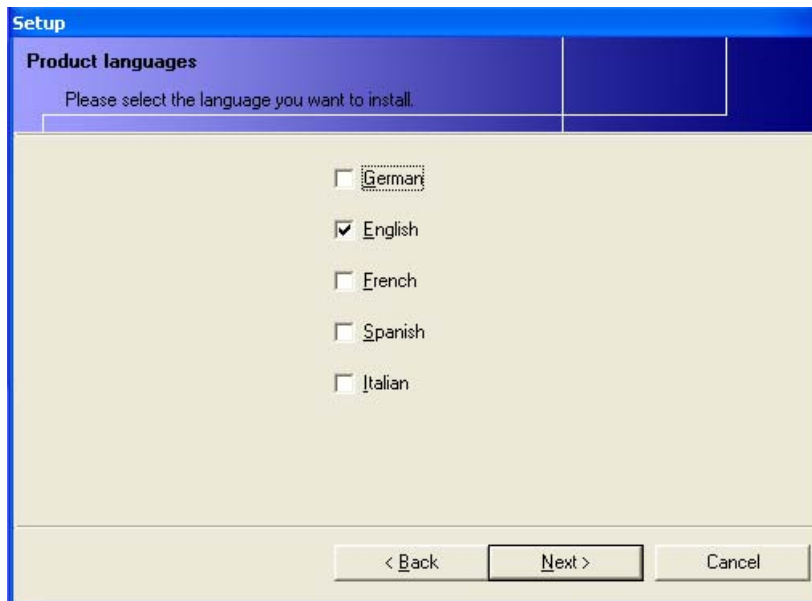 Setup
Product languages
Please select the language you want to install.
German
English
French
Spanish
Italian
< Back
Next >
Cancel